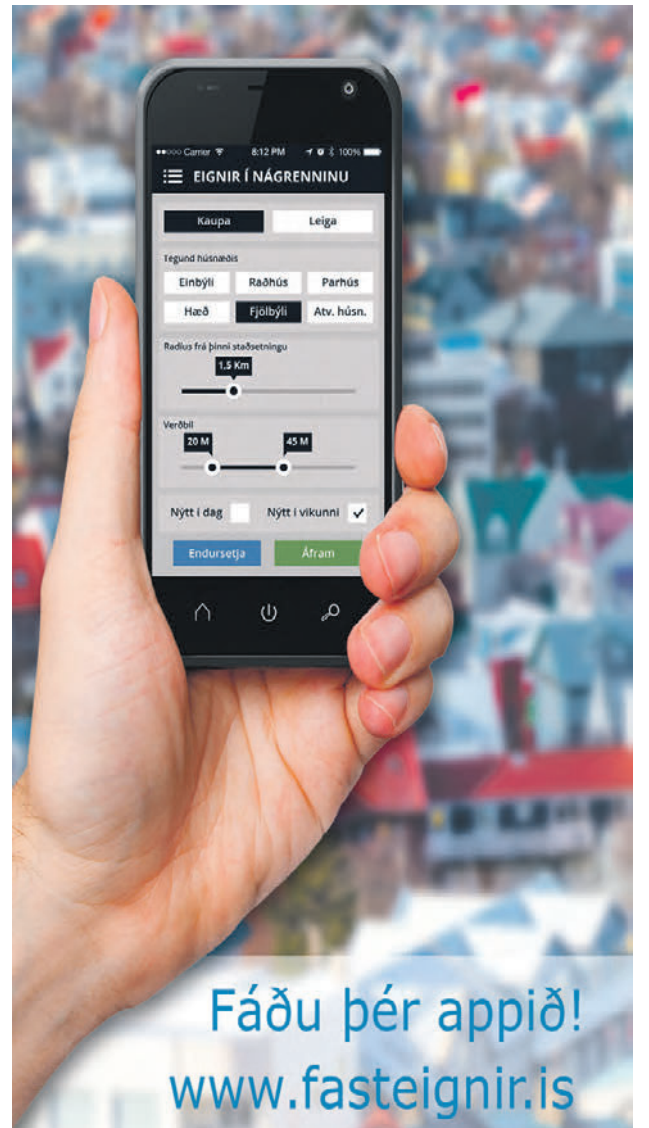 Carrier 8:12 PM 100%
EIGNIR Í NÁGRENNINU
Kaupa Leiga
Tegund húsnæðis
Einbýli Raðhús Parhús
Hæð Fjölbýli Atv. húsn.
Radíus frá þinni staðsetningu
1,5 Km
Verðbil
20 M 45 M
Nýtt í dag Nýtt í vikunni
Endursetja Áfram
Fáðu þér appið!
www.fasteignir.is